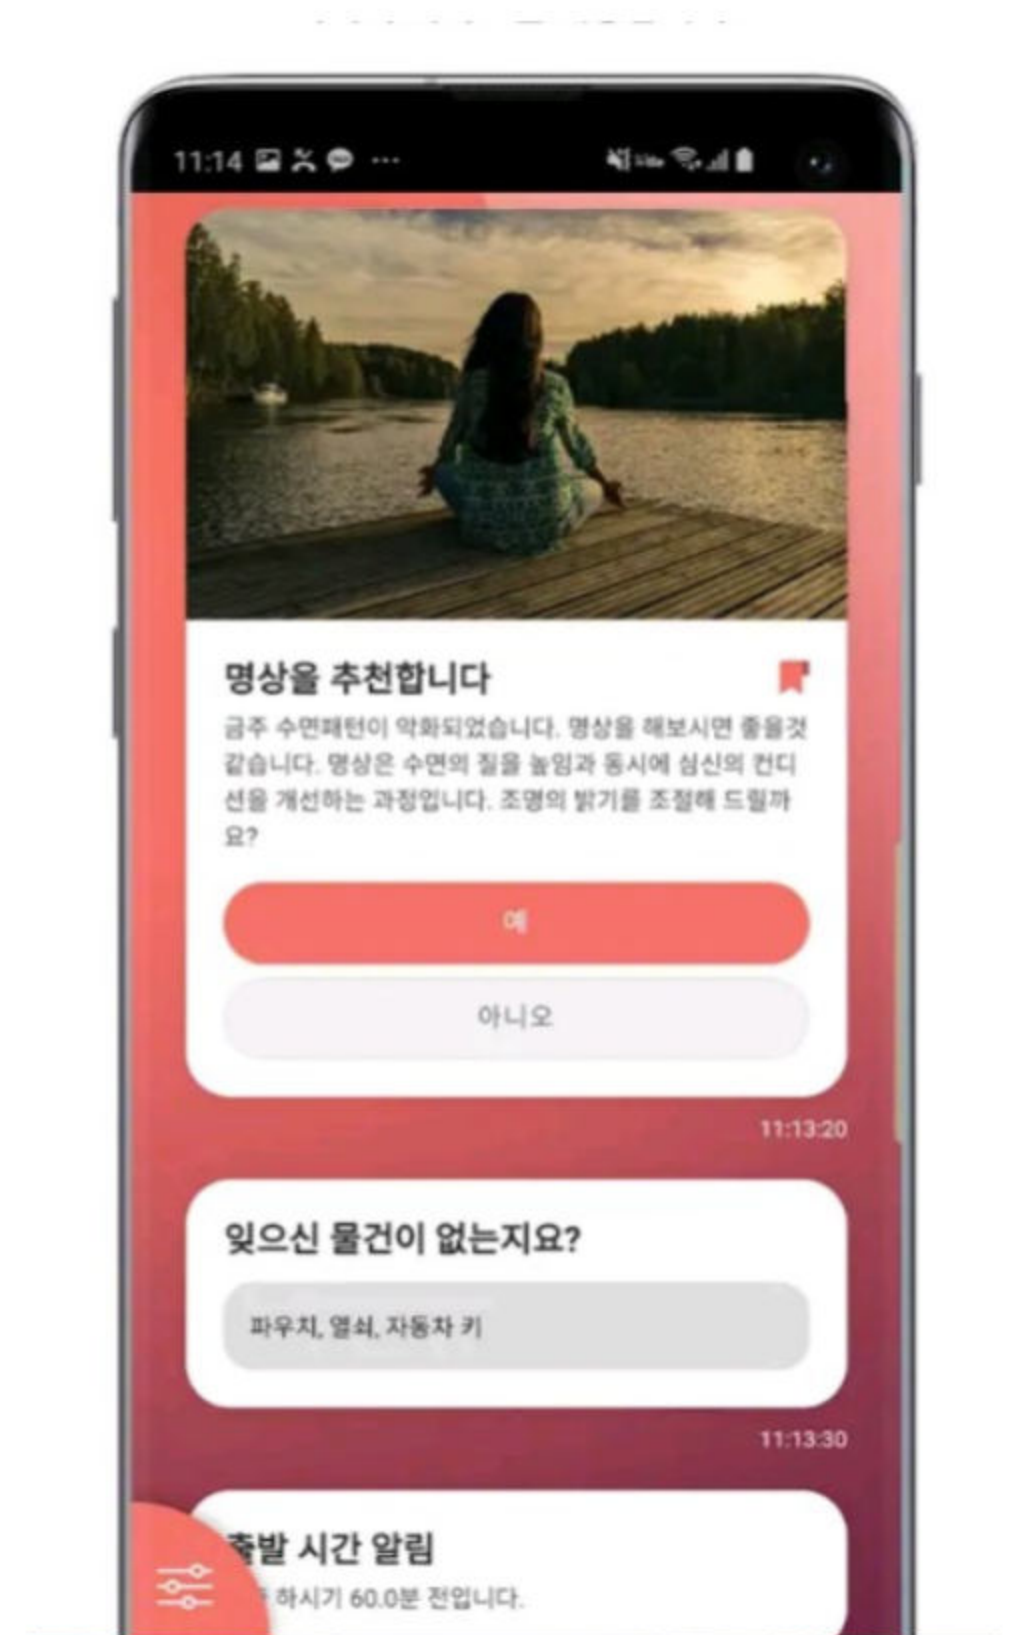 11:14
명상을 추천합니다
금주 수면패턴이 악화되었습니다. 명상을 해보시면 좋을것
같습니다. 명상은 수면의 질을 높임과 동시에 심신의 컨디
션을 개선하는 과정입니다. 조명의 밝기를 조절해 드릴까
요?
예
아니오
11:13:20
잊으신 물건이 없는지요?
파우치, 열쇠, 자동차 키
11:13:30
출발 시간 알림
하시기 60.0분 전입니다.